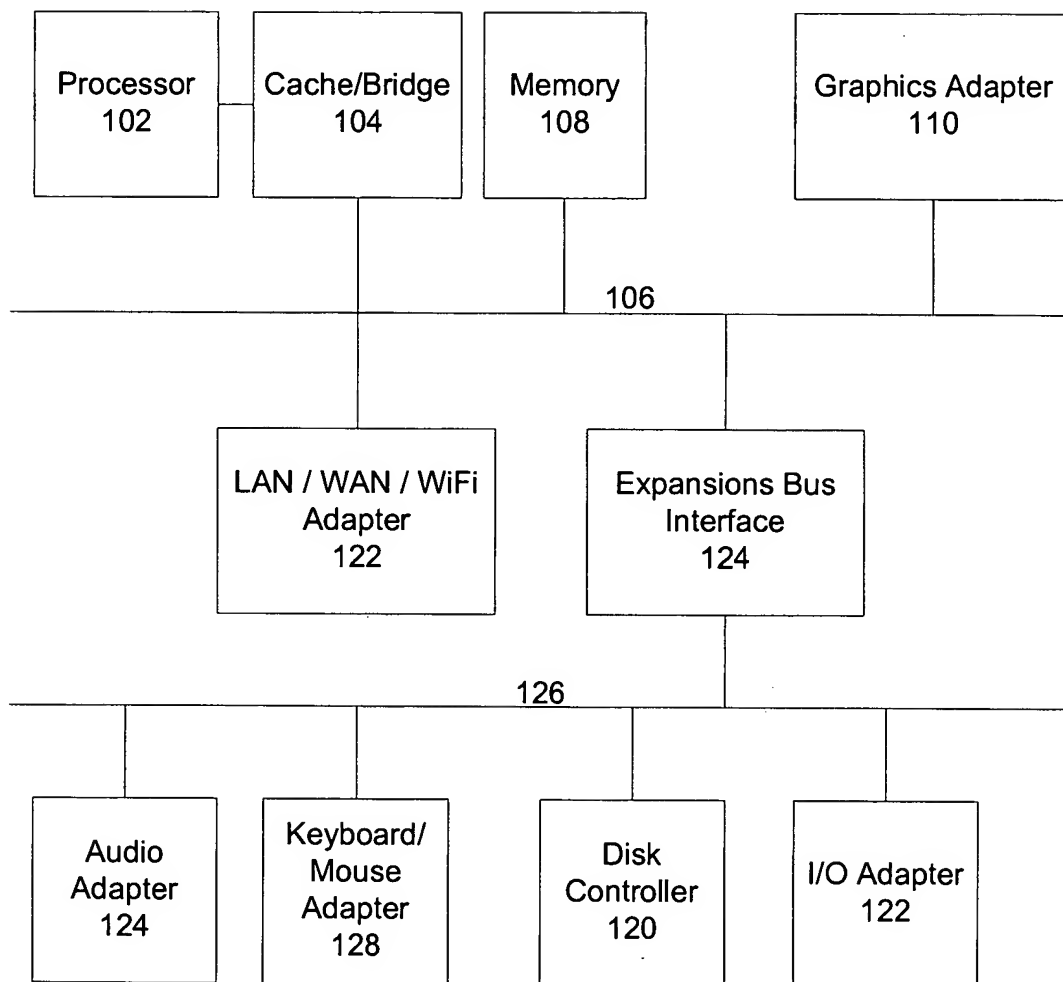 Processor
102
Cache/Bridge
104
Memory
108
Graphics Adapter
110
106
LAN / WAN / WiFi
Adapter
122
Expansions Bus
Interface
124
126
Audio
Adapter
124
Keyboard/
Mouse
Adapter
128
Disk
Controller
120
I/O Adapter
122